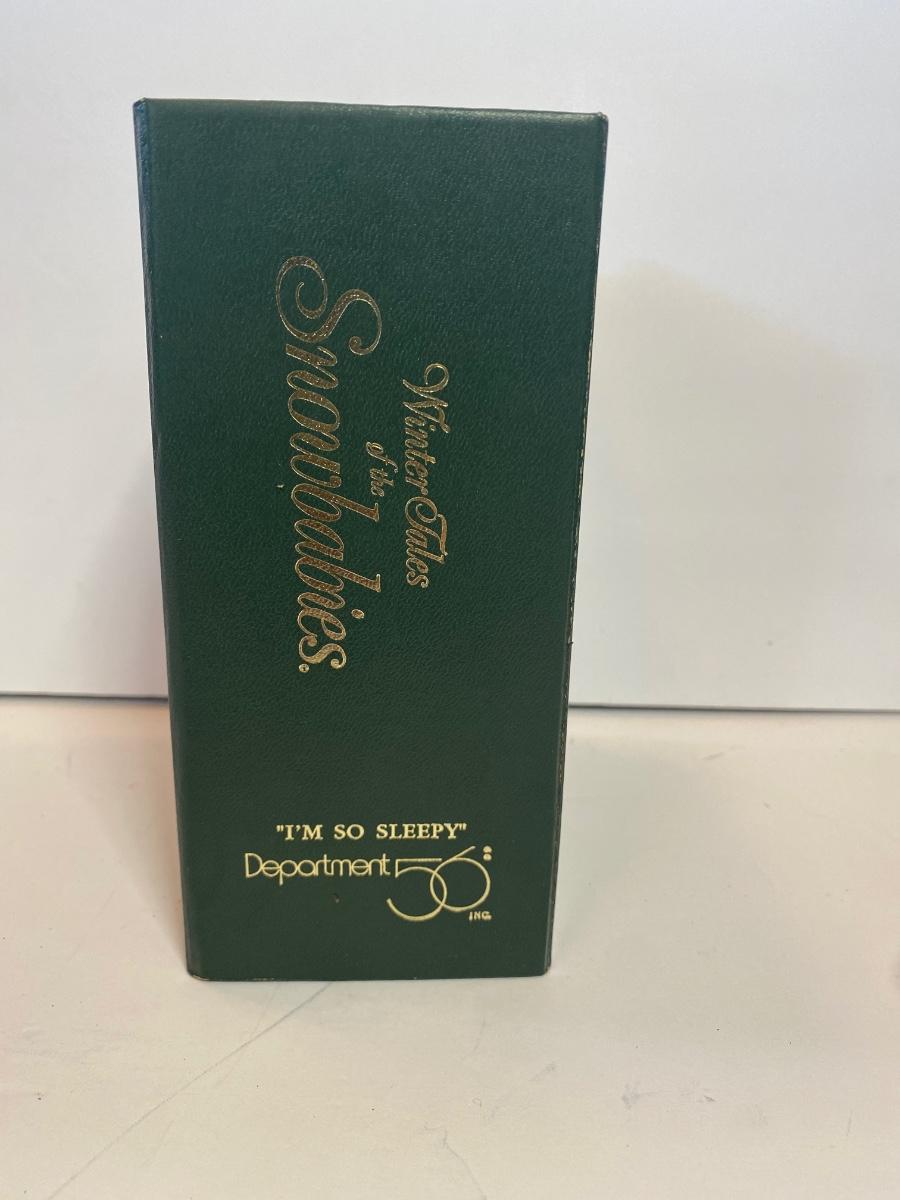 Winter Tales
of the
Snowbabies®
"I'M SO SLEEPY"
Department 56
INC.